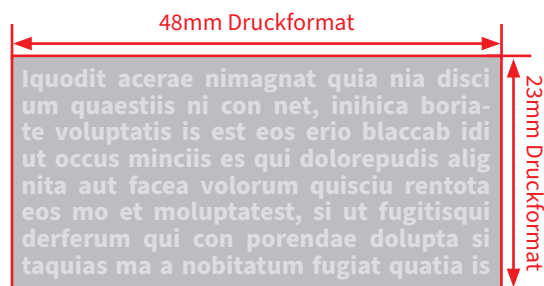 48mm Druckformat
Iquodit acerae nimagnat quia nia disci
um quaestiis ni con net, inihica boria-
te voluptatis is est eos erio blaccab idi
ut occus minciis es qui dolorepudis alig
nita aut facea volorum quisciu rentota
eos mo et moluptatest, si ut fugitisqui
derferum qui con porendae dolupta si
taquias ma a nobitatum fugiat quatia is
23mm Druckformat